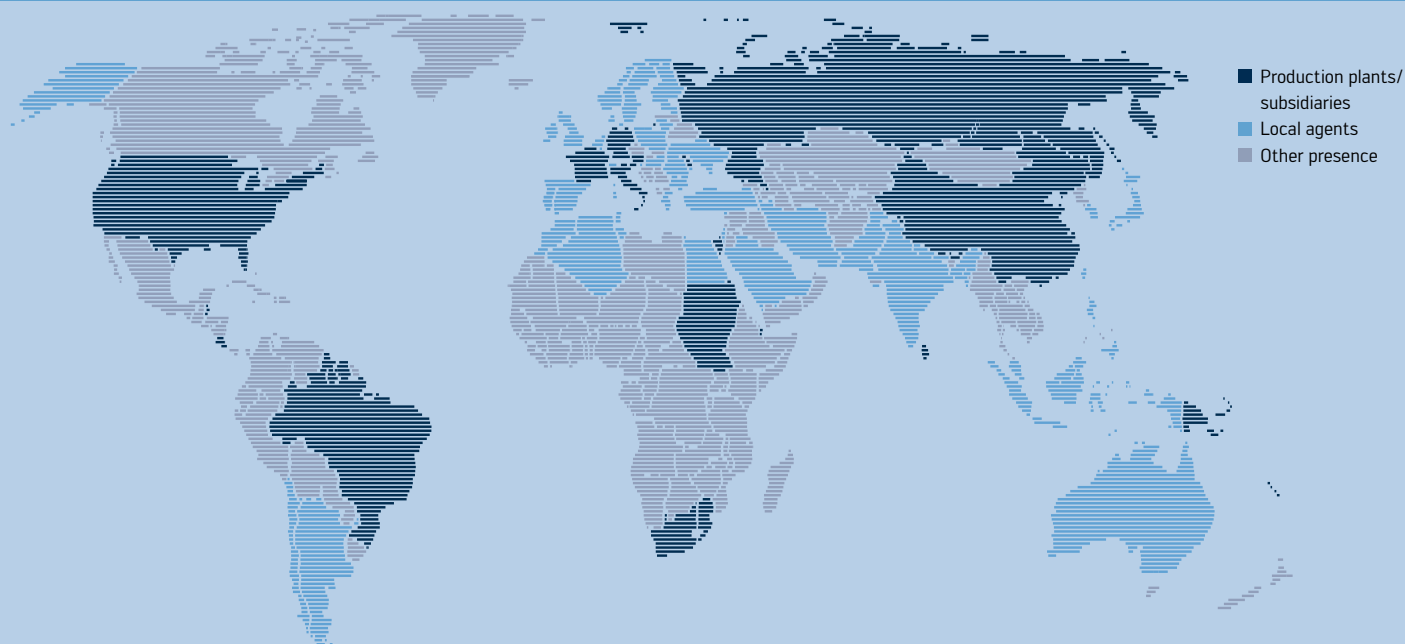 Production plants/
subsidiaries
Local agents
Other presence